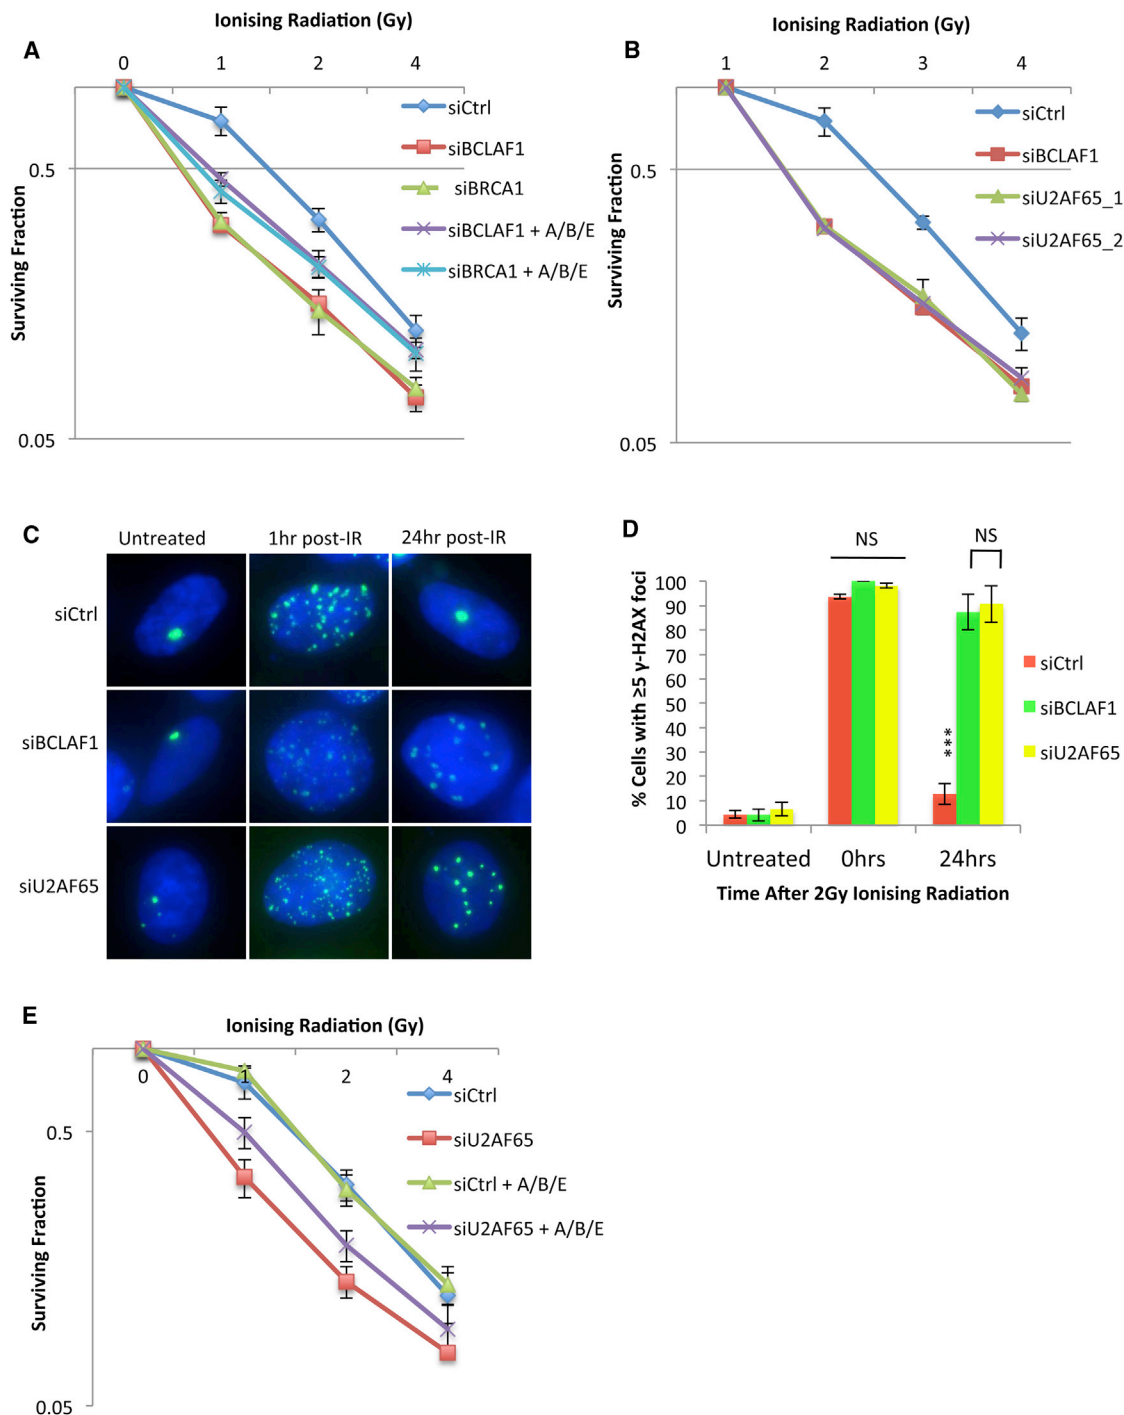 A
Ionising Radiation (Gy)
0 1 2 4
0.5
0.05
Surviving Fraction
siCtrl
siBCLAF1
siBRCA1
siBCLAF1 + A/B/E
siBRCA1 + A/B/E
B
Ionising Radiation (Gy)
1 2 3 4
0.5
0.05
Surviving Fraction
siCtrl
siBCLAF1
siU2AF65_1
siU2AF65_2
C
Untreated 1hr post-IR 24hr post-IR
siCtrl
siBCLAF1
siU2AF65
D
NS
NS
100
90
80
70
60
50
40
30
20
10
0
% Cells with ≥5 γ-H2AX foci
***
siCtrl
siBCLAF1
siU2AF65
Untreated 0hrs 24hrs
Time After 2Gy Ionising Radiation
E
Ionising Radiation (Gy)
0 1 2 4
0.5
0.05
Surviving Fraction
siCtrl
siU2AF65
siCtrl + A/B/E
siU2AF65 + A/B/E